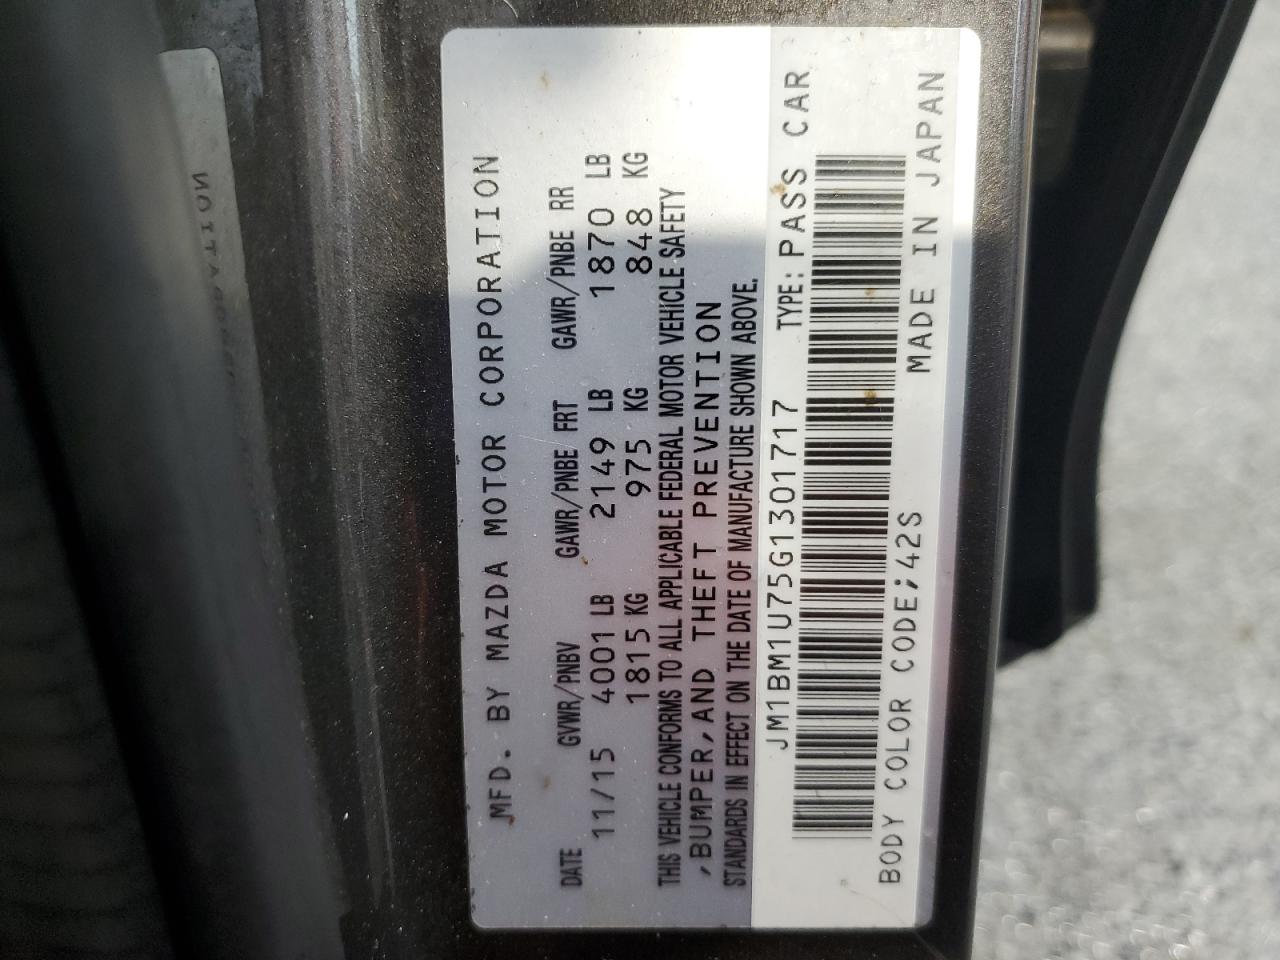 MFD. BY MAZDA MOTOR CORPORATION
DATE GVWR/PNBV GAWR/PNBE FRT GAWR/PNBE RR
11/15 4001 LB 2149 LB 1870 LB
1815 KG 975 KG 848 KG
THIS VEHICLE CONFORMS TO ALL APPLICABLE FEDERAL MOTOR VEHICLE SAFETY
,BUMPER,AND THEFT PREVENTION
STANDARDS IN EFFECT ON THE DATE OF MANUFACTURE SHOWN ABOVE.
JM1BM1U75G1301717 TYPE: PASS CAR
BODY COLOR CODE;42S MADE IN JAPAN